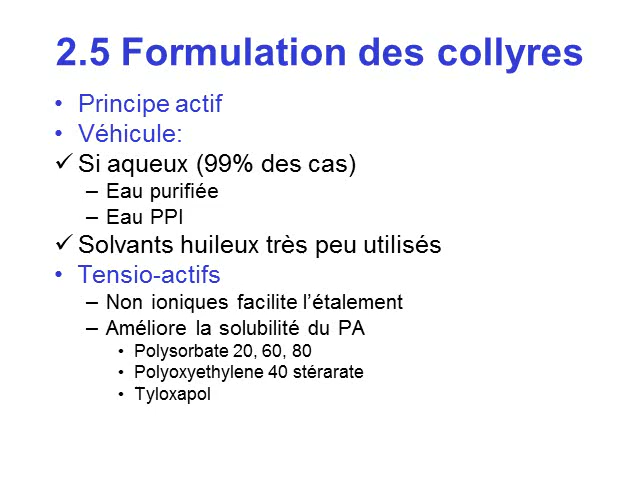 2.5 Formulation des collyres
• Principe actif
• Véhicule:
✓ Si aqueux (99% des cas)
– Eau purifiée
– Eau PPI
✓ Solvants huileux très peu utilisés
• Tensio-actifs
– Non ioniques facilite l’étalement
– Améliore la solubilité du PA
• Polysorbate 20, 60, 80
• Polyoxyethylene 40 stérarate
• Tyloxapol